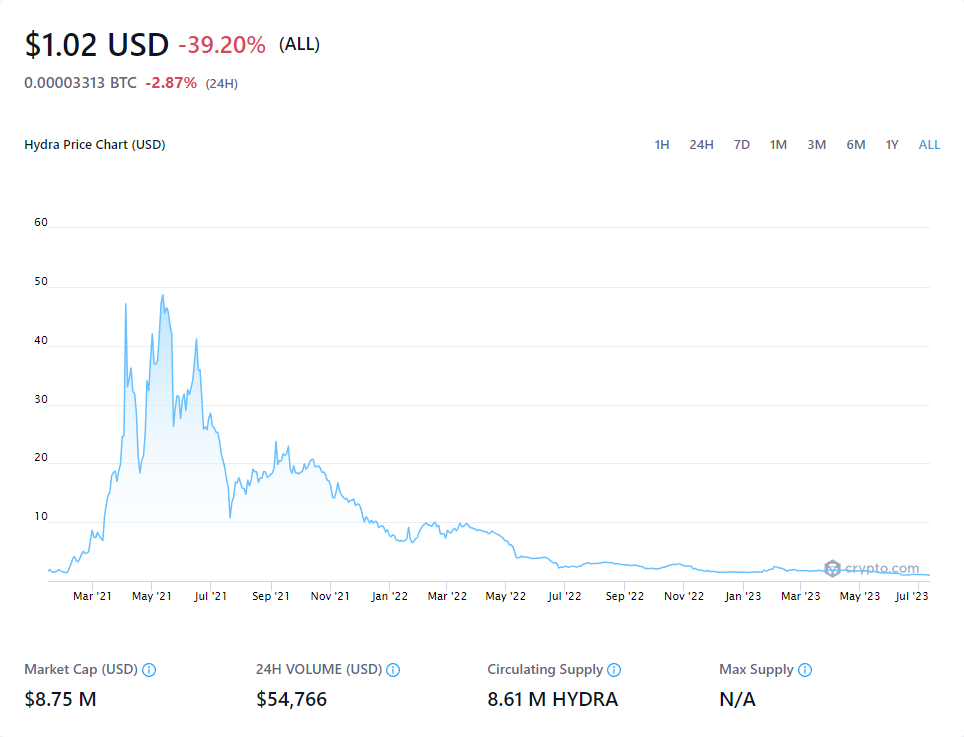 $1.02 USD -39.20% (ALL)
0.00003313 BTC -2.87% (24H)
Hydra Price Chart (USD) 1H 24H 7D 1M 3M 6M 1Y ALL
60
50
40
30
20
10
crypto.com
Mar '21 May '21 Jul '21 Sep '21 Nov '21 Jan '22 Mar '22 May '22 Jul '22 Sep '22 Nov '22 Jan '23 Mar '23 May '23 Jul '23
Market Cap (USD) 24H VOLUME (USD) Circulating Supply Max Supply
$8.75 M $54,766 8.61 M HYDRA N/A